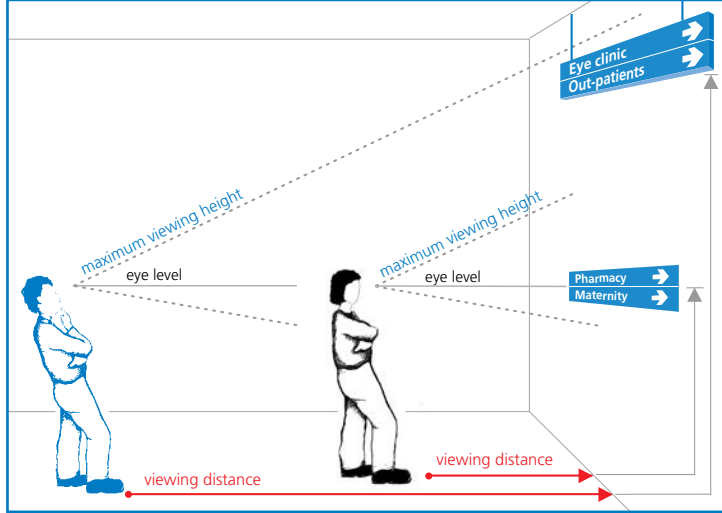 Eye clinic
Out-patients
maximum viewing height
maximum viewing height
eye level
eye level
Pharmacy
Maternity
viewing distance
viewing distance